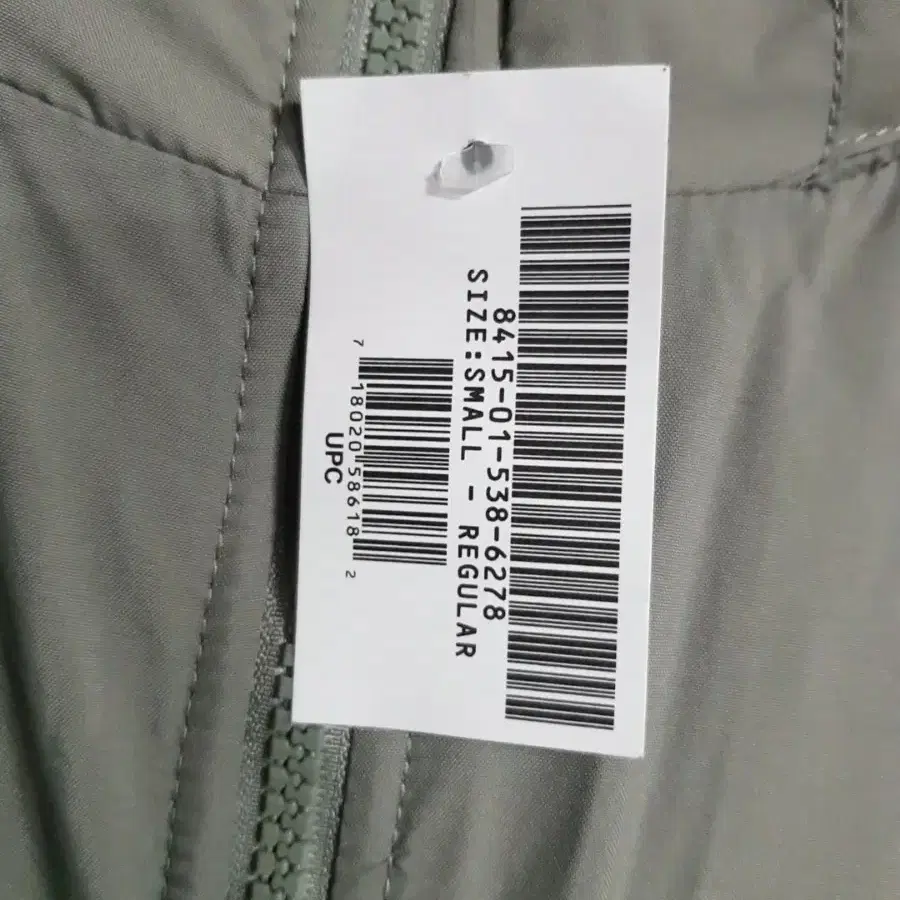 8415-01-538-6278
SIZE:SMALL - REGULAR
7 18020 58618 2
UPC